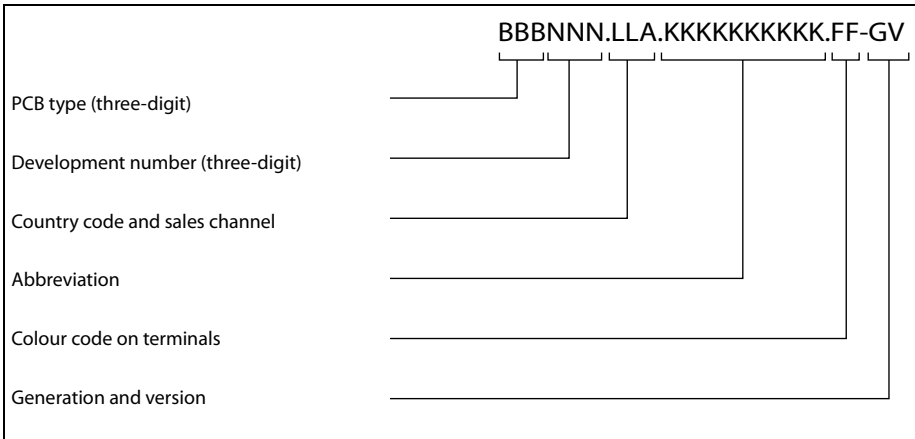 BBBNNN.LLA.KKKKKKKKKK.FF-GV
PCB type (three-digit)
Development number (three-digit)
Country code and sales channel
Abbreviation
Colour code on terminals
Generation and version